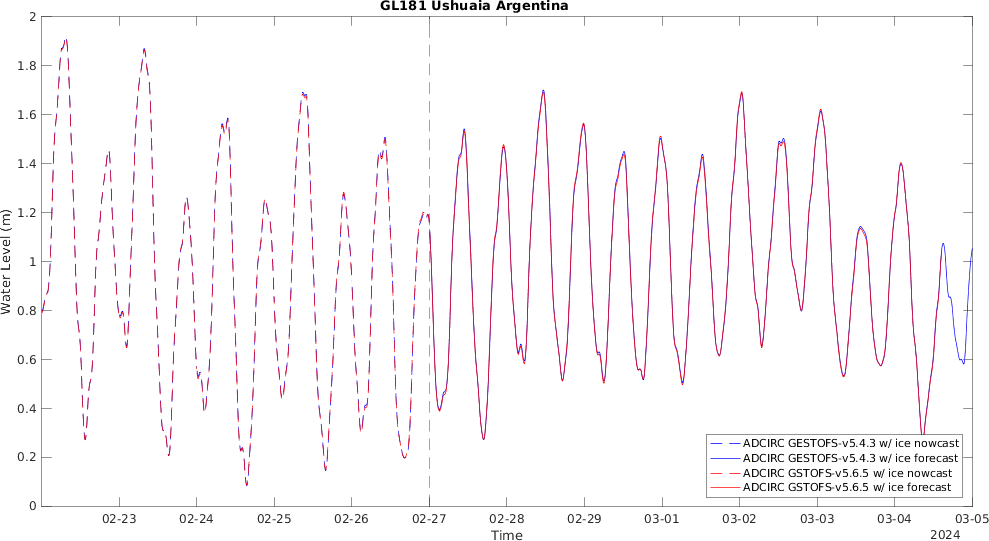 GL181 Ushuaia Argentina
2
1.8
1.6
1.4
1.2
1
0.8
0.6
0.4
0.2
0
Water Level (m)
ADCIRC GESTOFS-v5.4.3 w/ ice nowcast
ADCIRC GESTOFS-v5.4.3 w/ ice forecast
ADCIRC GSTOFS-v5.6.5 w/ ice nowcast
ADCIRC GSTOFS-v5.6.5 w/ ice forecast
02-23 02-24 02-25 02-26 02-27 02-28 02-29 03-01 03-02 03-03 03-04 03-05
Time
2024